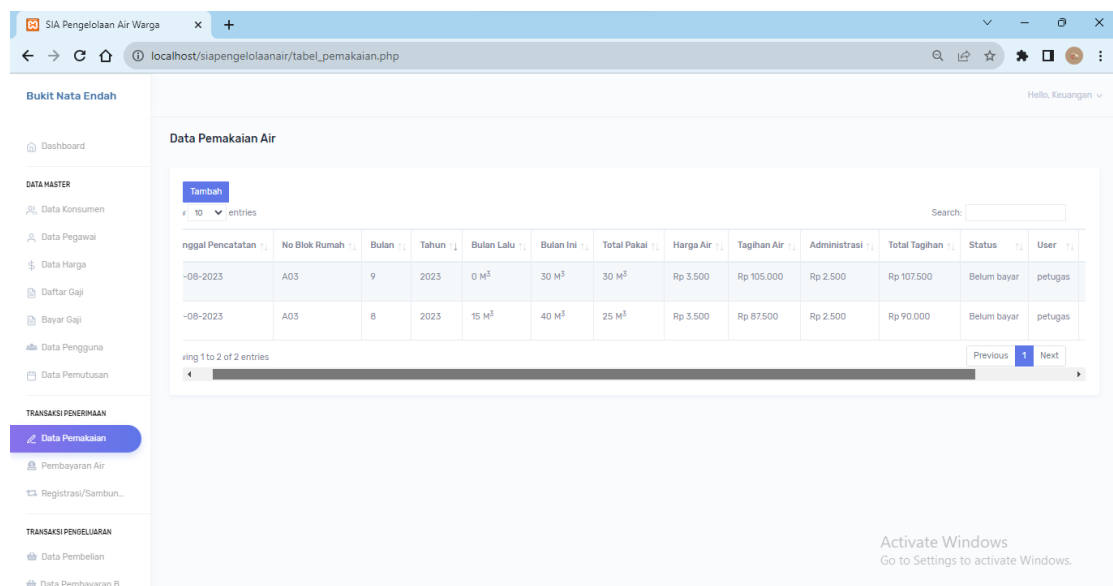 SIA Pengelolaan Air Warga
localhost/siapengelolaanair/tabel_pemakaian.php
Bukit Nata Endah
Hello, Keuangan
Dashboard
DATA MASTER
Data Konsumen
Data Pegawai
Data Harga
Daftar Gaji
Bayar Gaji
Data Pengguna
Data Pemutusan
TRANSAKSI PENERIMAAN
Data Pemakaian
Pembayaran Air
Registrasi/Sambun...
TRANSAKSI PENGELUARAN
Data Pembelian
Data Pembayaran B
Data Pemakaian Air
Tambah
10 entries
Search:
nggal Pencatatan No Blok Rumah Bulan Tahun Bulan Lalu Bulan Ini Total Pakai Harga Air Tagihan Air Administrasi Total Tagihan Status User
-08-2023 A03 9 2023 0 M³ 30 M³ 30 M³ Rp 3.500 Rp 105.000 Rp 2.500 Rp 107.500 Belum bayar petugas
-08-2023 A03 8 2023 15 M³ 40 M³ 25 M³ Rp 3.500 Rp 87.500 Rp 2.500 Rp 90.000 Belum bayar petugas
ving 1 to 2 of 2 entries
Previous 1 Next
Activate Windows
Go to Settings to activate Windows.